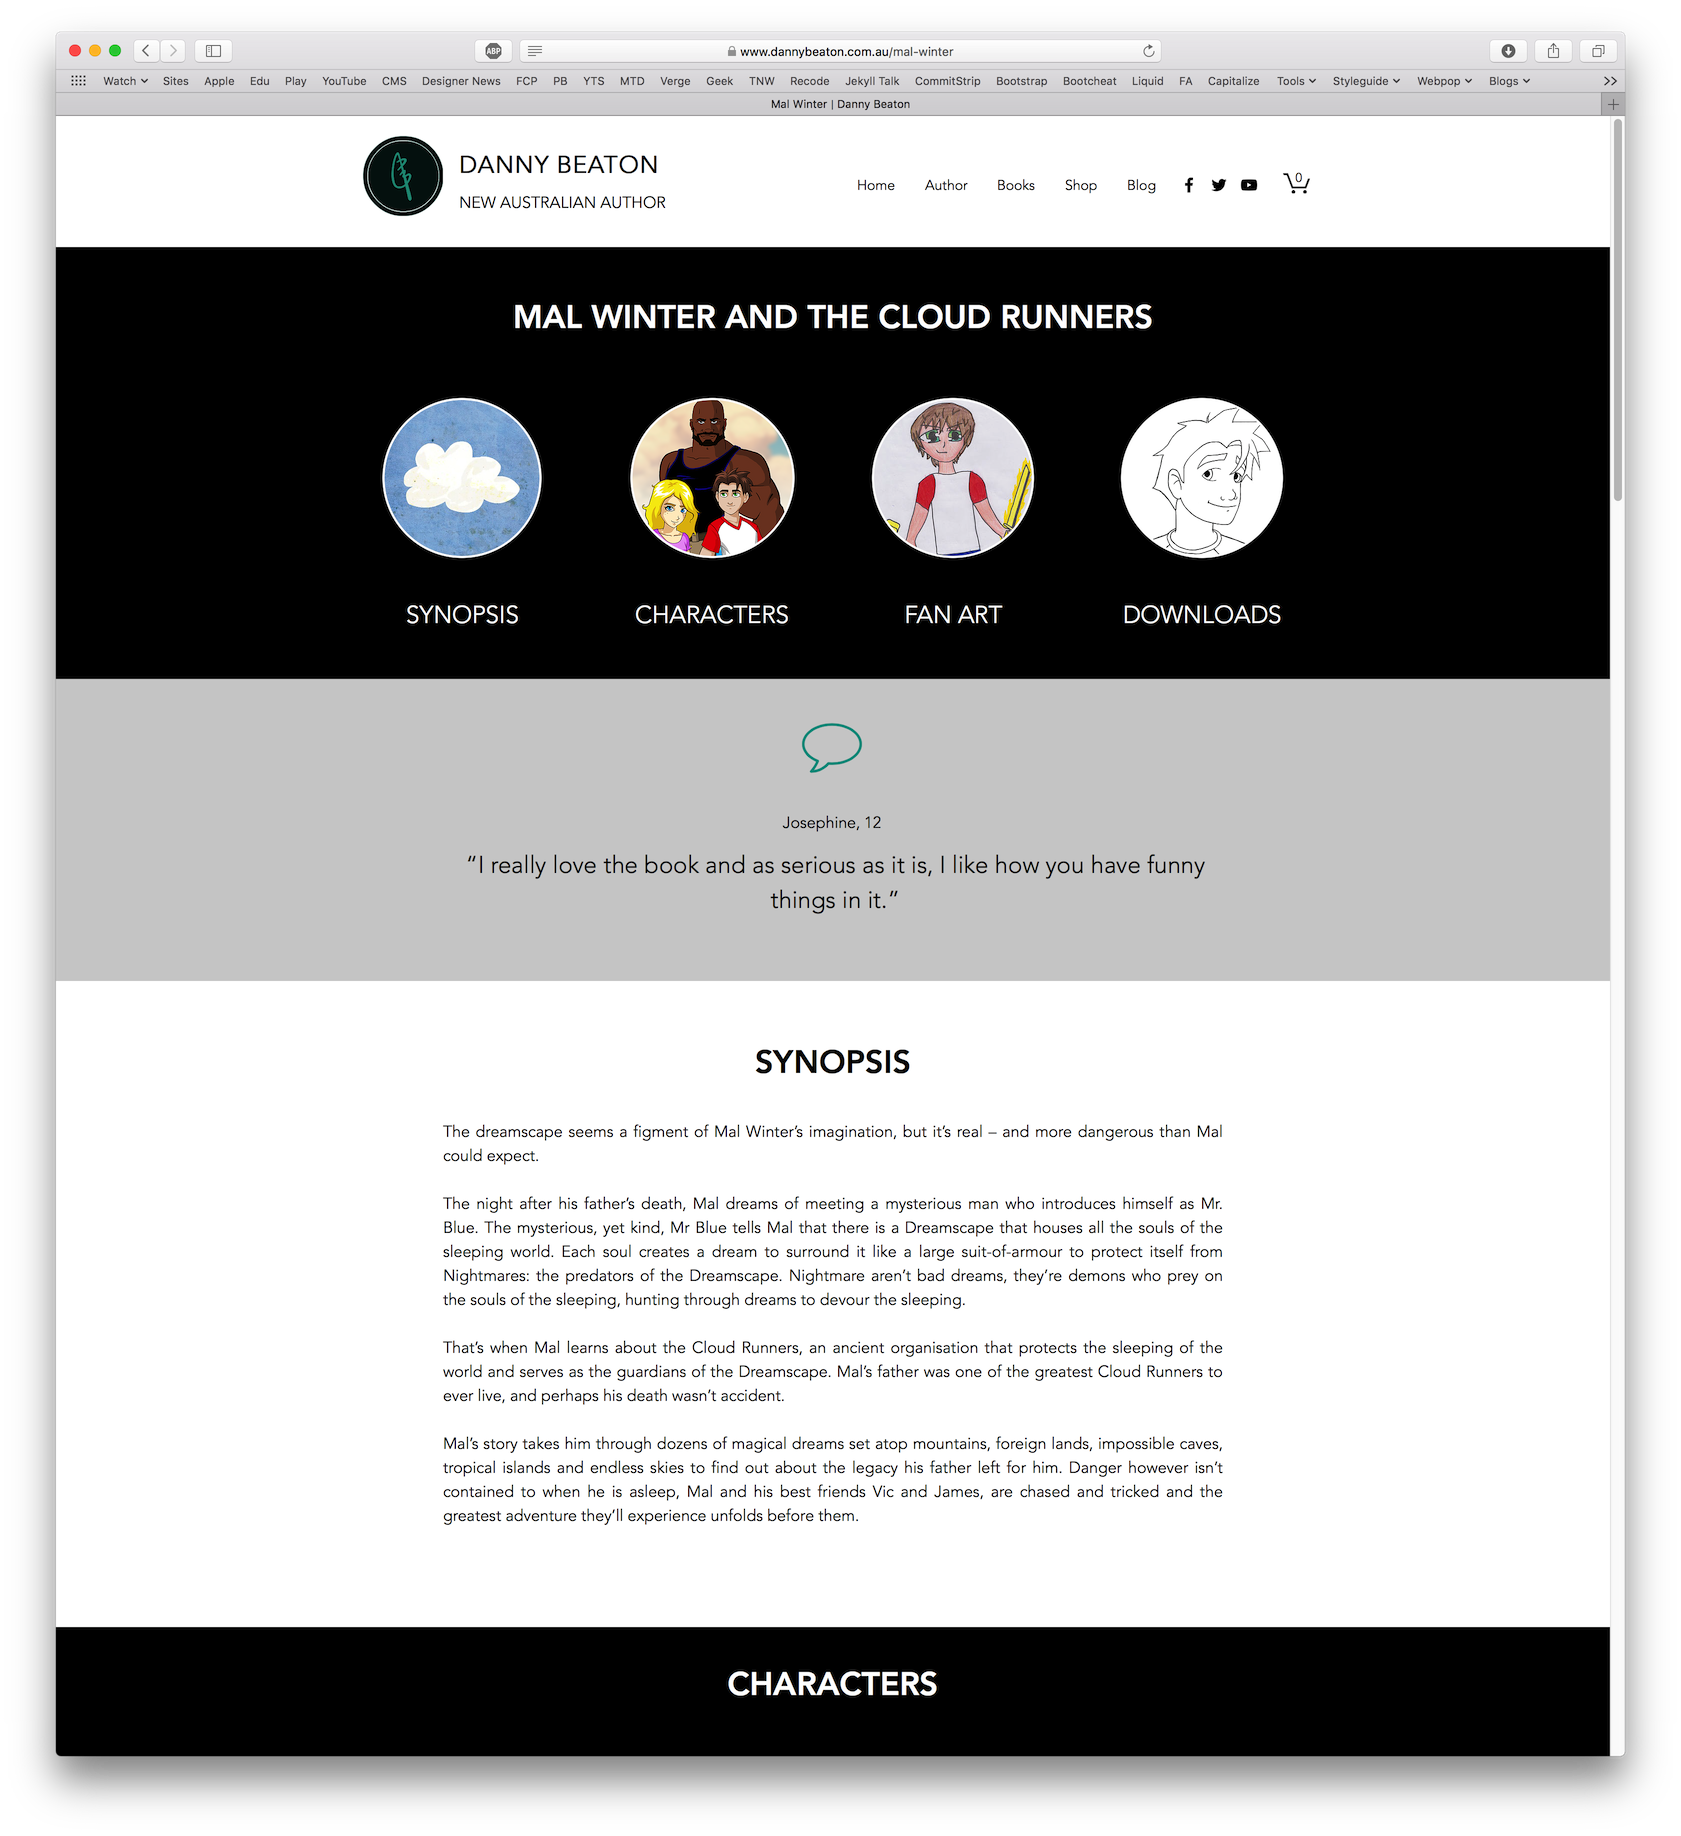 ABP
www.dannybeaton.com.au/mal-winter
Watch Sites Apple Edu Play YouTube CMS Designer News FCP PB YTS MTD Verge Geek TNW Recode Jekyll Talk CommitStrip Bootstrap Bootcheat Liquid FA Capitalize Tools Styleguide Webpop Blogs
Mal Winter | Danny Beaton
DANNY BEATON
NEW AUSTRALIAN AUTHOR
Home Author Books Shop Blog 0
MAL WINTER AND THE CLOUD RUNNERS
SYNOPSIS CHARACTERS FAN ART DOWNLOADS
Josephine, 12
“I really love the book and as serious as it is, I like how you have funny
things in it.”
SYNOPSIS
The dreamscape seems a figment of Mal Winter’s imagination, but it’s real – and more dangerous than Mal
could expect.
The night after his father’s death, Mal dreams of meeting a mysterious man who introduces himself as Mr.
Blue. The mysterious, yet kind, Mr Blue tells Mal that there is a Dreamscape that houses all the souls of the
sleeping world. Each soul creates a dream to surround it like a large suit-of-armour to protect itself from
Nightmares: the predators of the Dreamscape. Nightmare aren’t bad dreams, they’re demons who prey on
the souls of the sleeping, hunting through dreams to devour the sleeping.
That’s when Mal learns about the Cloud Runners, an ancient organisation that protects the sleeping of the
world and serves as the guardians of the Dreamscape. Mal’s father was one of the greatest Cloud Runners to
ever live, and perhaps his death wasn’t accident.
Mal’s story takes him through dozens of magical dreams set atop mountains, foreign lands, impossible caves,
tropical islands and endless skies to find out about the legacy his father left for him. Danger however isn’t
contained to when he is asleep, Mal and his best friends Vic and James, are chased and tricked and the
greatest adventure they’ll experience unfolds before them.
CHARACTERS